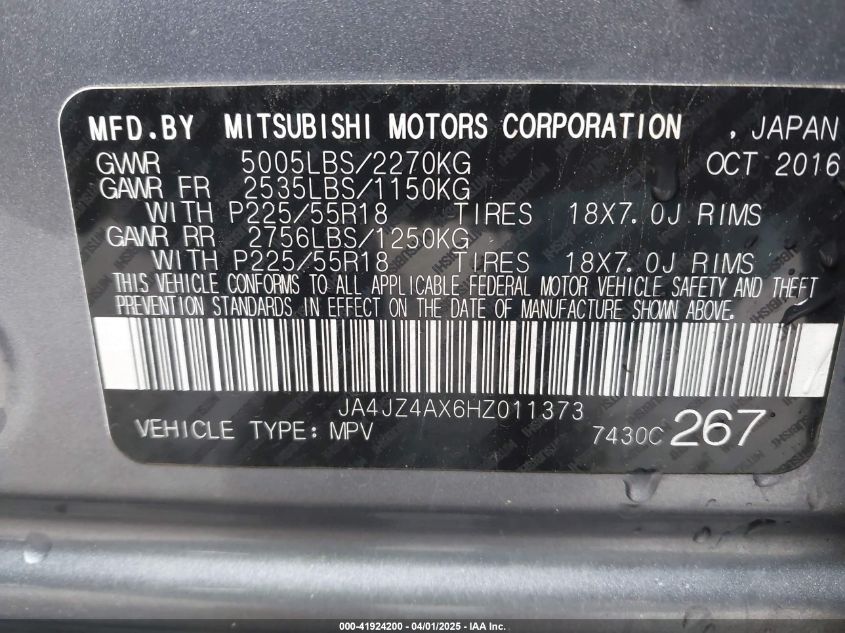 MFD.BY MITSUBISHI MOTORS CORPORATION , JAPAN
GVWR 5005LBS/2270KG OCT 2016
GAWR FR 2535LBS/1150KG
WITH P225/55R18 TIRES 18X7.0J RIMS
GAWR RR 2756LBS/1250KG
WITH P225/55R18 TIRES 18X7.0J RIMS
THIS VEHICLE CONFORMS TO ALL APPLICABLE FEDERAL MOTOR VEHICLE SAFETY AND THEFT
PREVENTION STANDARDS IN EFFECT ON THE DATE OF MANUFACTURE SHOWN ABOVE.
JA4JZ4AX6HZ011373
VEHICLE TYPE: MPV 7430C 267
000-41924200 - 04/01/2025 - IAA Inc.